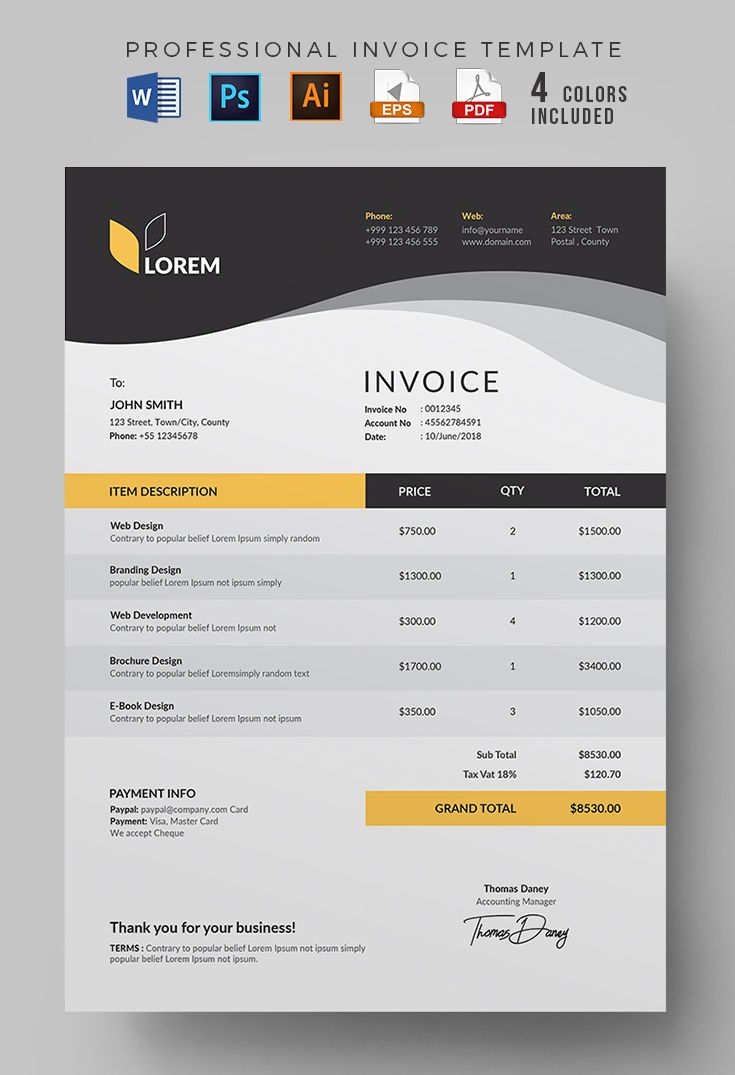 PROFESSIONAL INVOICE TEMPLATE
W Ps Ai EPS PDF 4 COLORS
INCLUDED
LOREM
Phone: Web: Area:
+999 123 456 789 info@yourname 123 Street Town
+999 123 456 555 www.domain.com Postal , County
To:
JOHN SMITH
123 Street, Town/City, County
Phone: +55 12345678
INVOICE
Invoice No : 0012345
Account No : 45562784591
Date: : 10/June/2018
ITEM DESCRIPTION PRICE QTY TOTAL
Web Design
Contrary to popular belief Lorem Ipsum simply random
$750.00 2 $1500.00
Branding Design
popular belief Lorem Ipsum not ipsum simply
$1300.00 1 $1300.00
Web Development
Contrary to popular belief Lorem Ipsum not
$300.00 4 $1200.00
Brochure Design
Contrary to popular belief Loremsimply random text
$1700.00 1 $3400.00
E-Book Design
Contrary to popular belief Lorem Ipsum not ipsum
$350.00 3 $1050.00
Sub Total $8530.00
Tax Vat 18% $120.70
GRAND TOTAL $8530.00
PAYMENT INFO
Paypal: paypal@company.com Card
Payment: Visa, Master Card
We accept Cheque
Thomas Daney
Accounting Manager
Thomas Daney
Thank you for your business!
TERMS : Contrary to popular belief Lorem Ipsum not ipsum simply
popular belief Lorem Ipsum not ipsum.